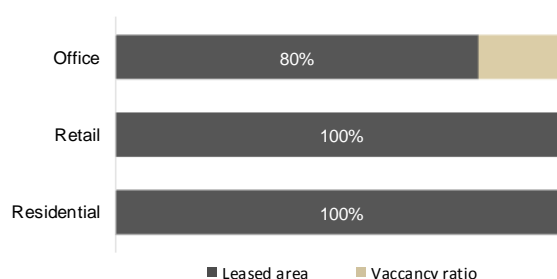 Office 80%
Retail 100%
Residential 100%
Leased area Vaccancy ratio